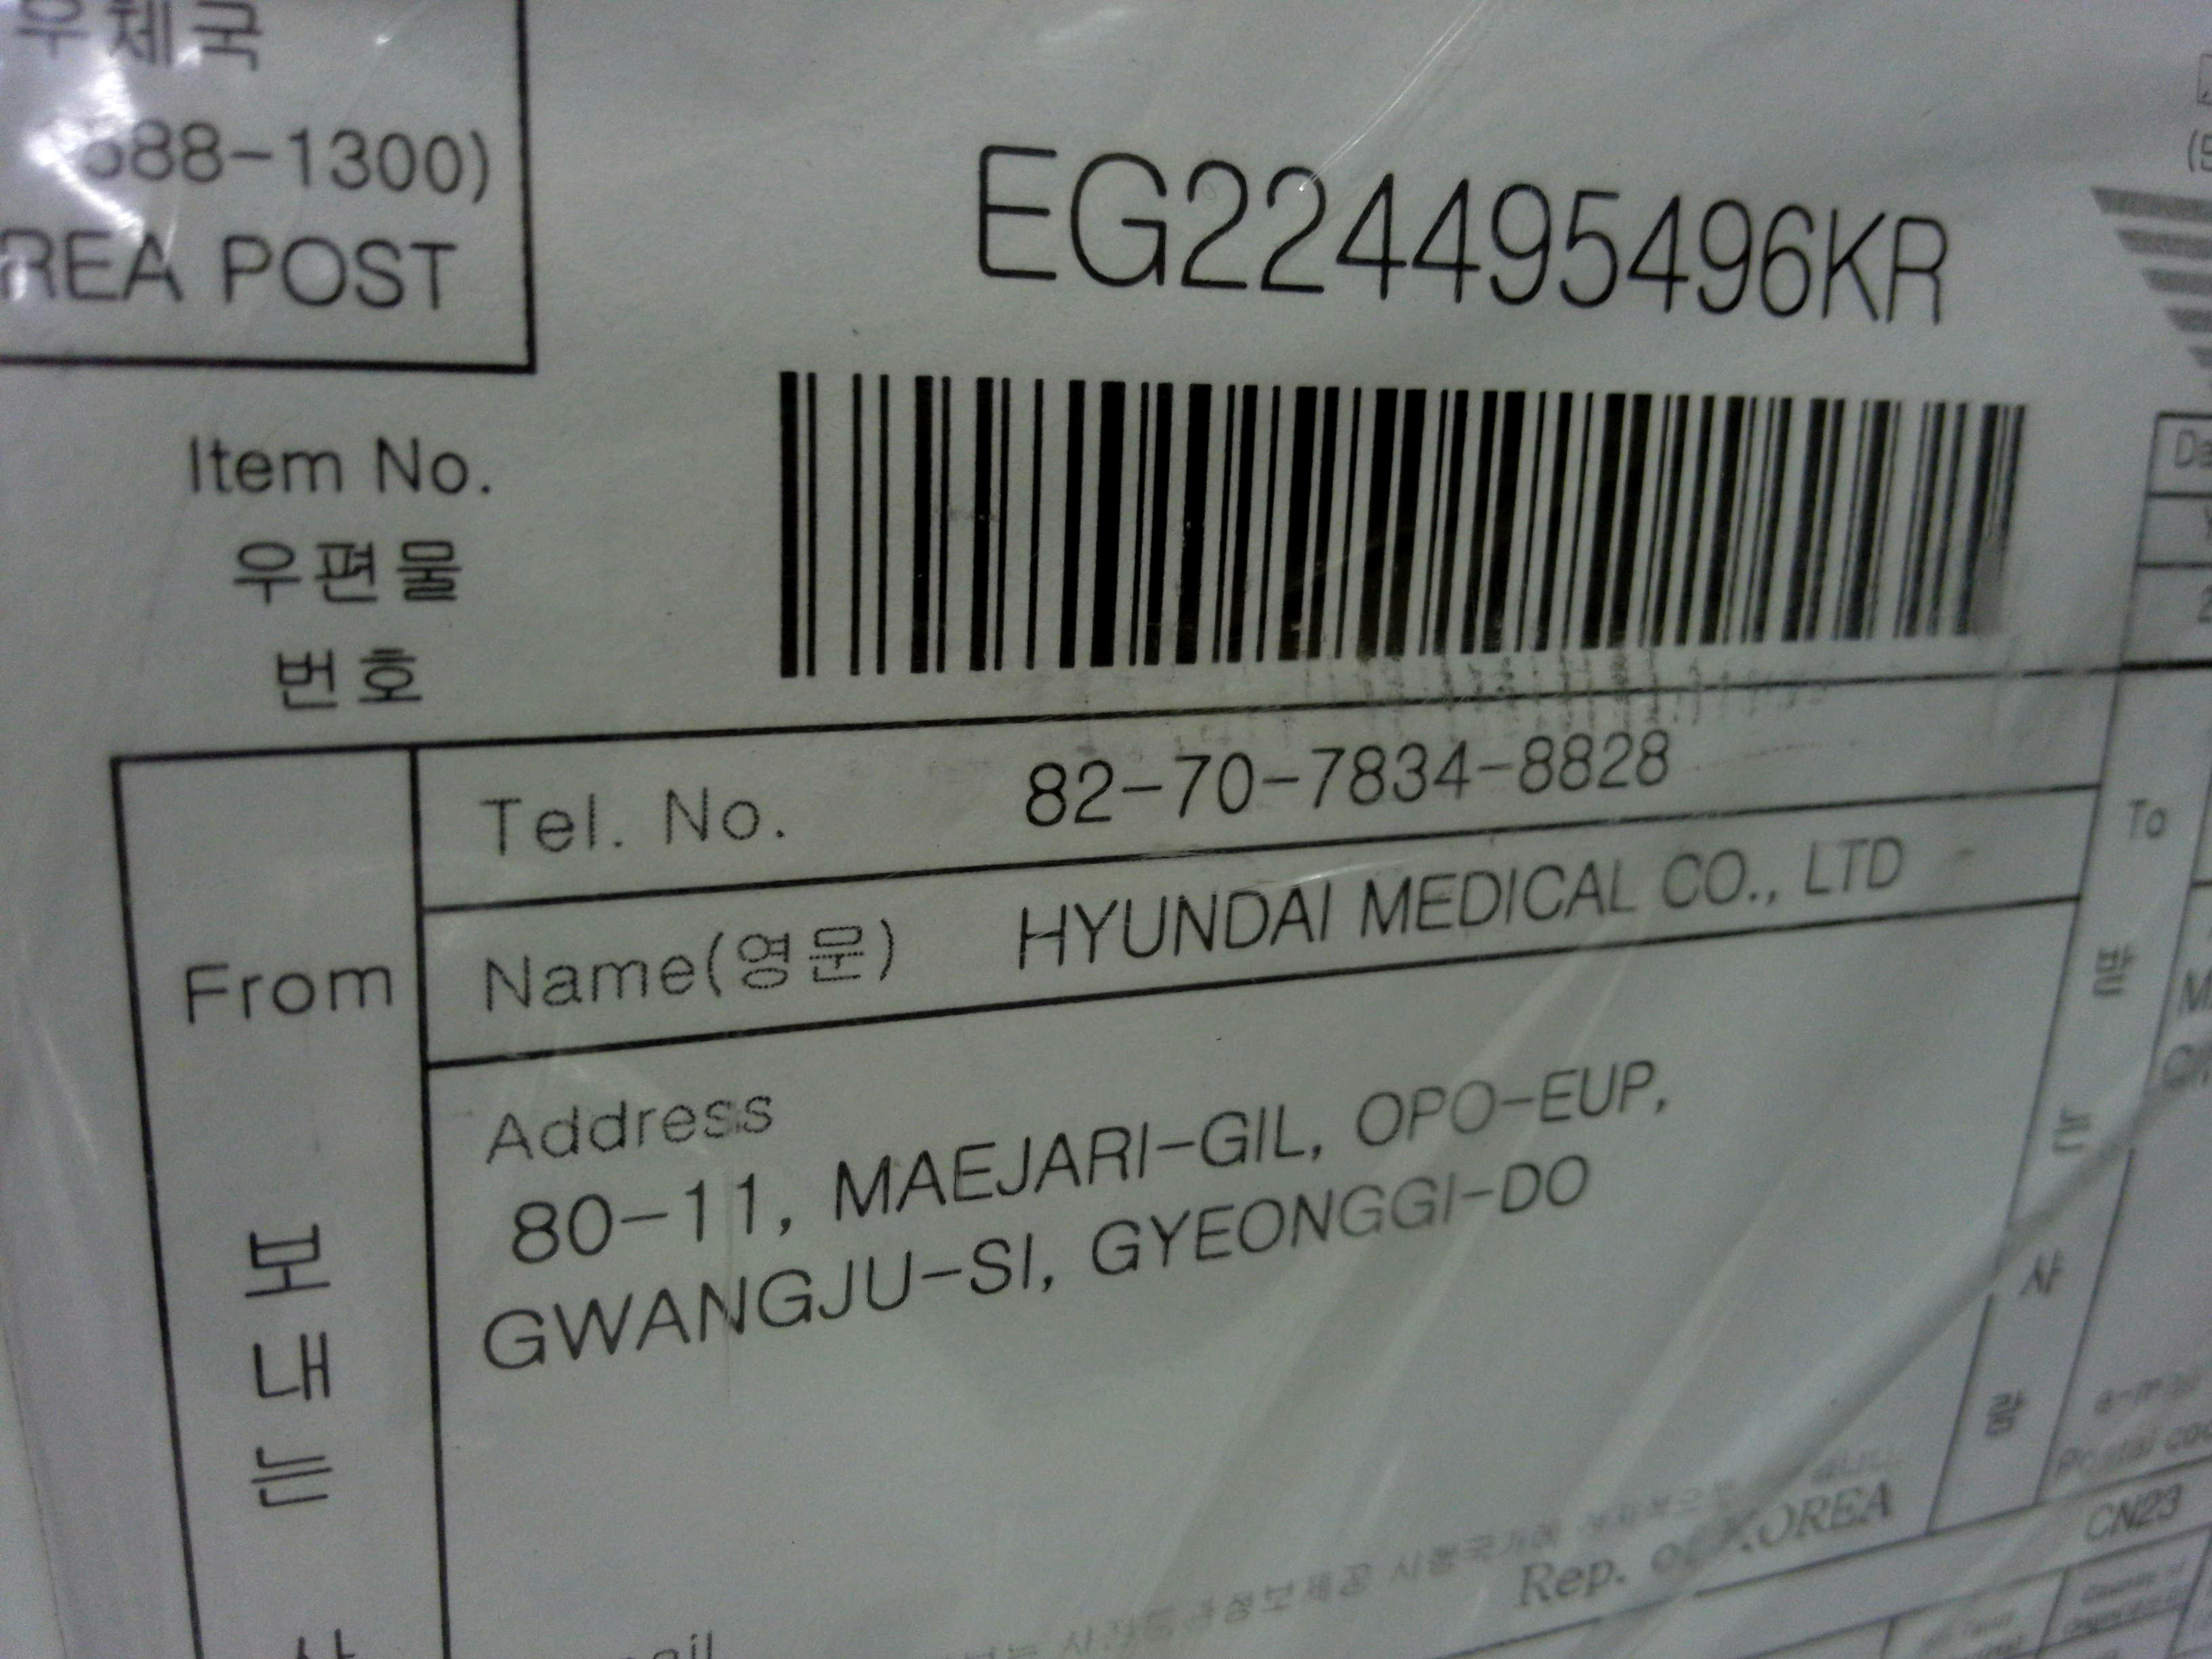 우체국
588-1300)
REA POST
EG224495496KR
Item No.
우편물
번호
From
보
내
는
Tel. No. 82-70-7834-8828
Name(영문) HYUNDAI MEDICAL CO., LTD
Address
80-11, MAEJARI-GIL, OPO-EUP,
GWANGJU-SI, GYEONGGI-DO
Rep. of KOREA
To
받
는
사
람
CN23